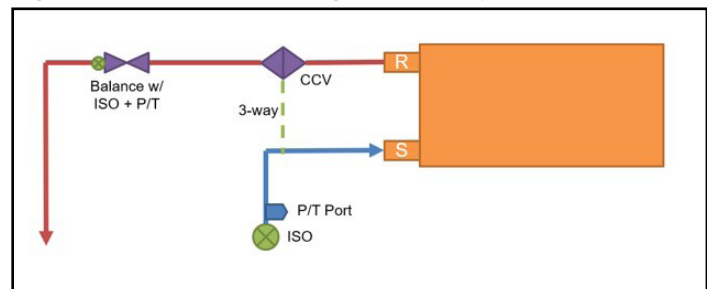 R
Balance w/
ISO + P/T
CCV
3-way
S
P/T Port
ISO